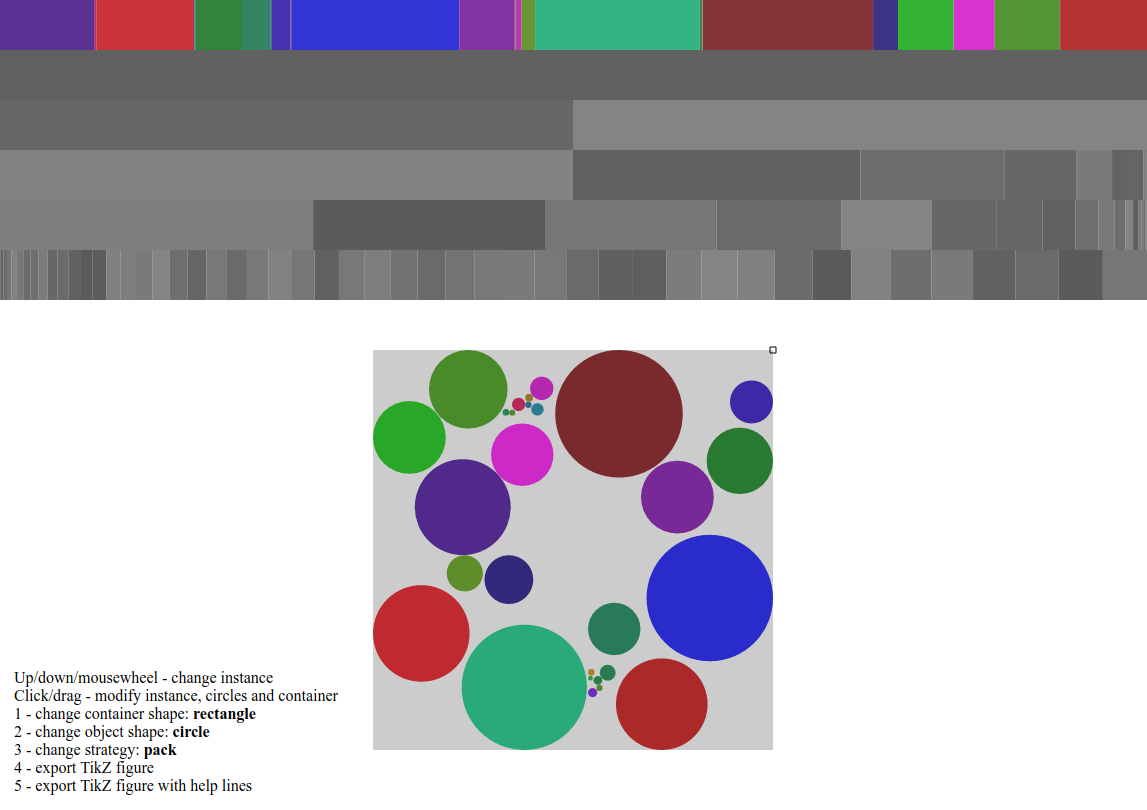 Up/down/mousewheel - change instance
Click/drag - modify instance, circles and container
1 - change container shape: rectangle
2 - change object shape: circle
3 - change strategy: pack
4 - export TikZ figure
5 - export TikZ figure with help lines